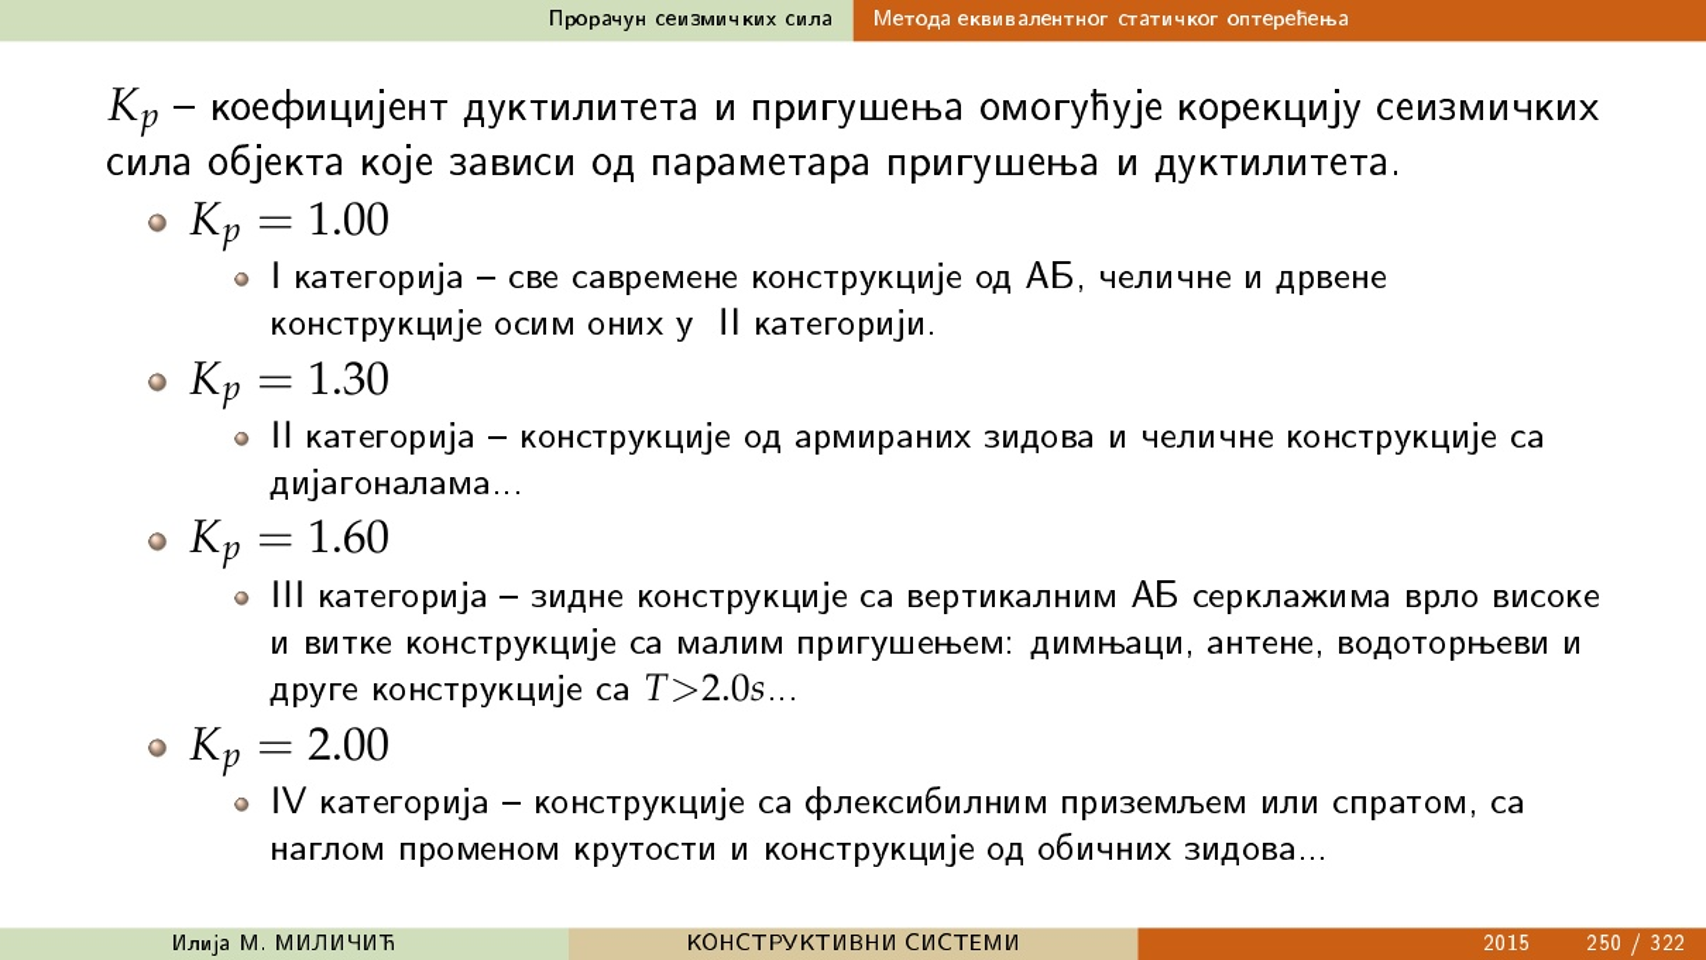 Прорачун сеизмичких сила Метода еквивалентног статичког оптерећења
Kp – коефицијент дуктилитета и пригушења омогућује корекцију сеизмичких
сила објекта које зависи од параметара пригушења и дуктилитета.
Kp = 1.00
I категорија – све савремене конструкције од АБ, челичне и дрвене
конструкције осим оних у II категорији.
Kp = 1.30
II категорија – конструкције од армираних зидова и челичне конструкције са
дијагоналама...
Kp = 1.60
III категорија – зидне конструкције са вертикалним АБ серклажима врло високе
и витке конструкције са малим пригушењем: димњаци, антене, водоторњеви и
друге конструкције са T>2.0s...
Kp = 2.00
IV категорија – конструкције са флексибилним приземљем или спратом, са
наглом променом крутости и конструкције од обичних зидова...
Илија М. МИЛИЧИЋ КОНСТРУКТИВНИ СИСТЕМИ 2015 250 / 322